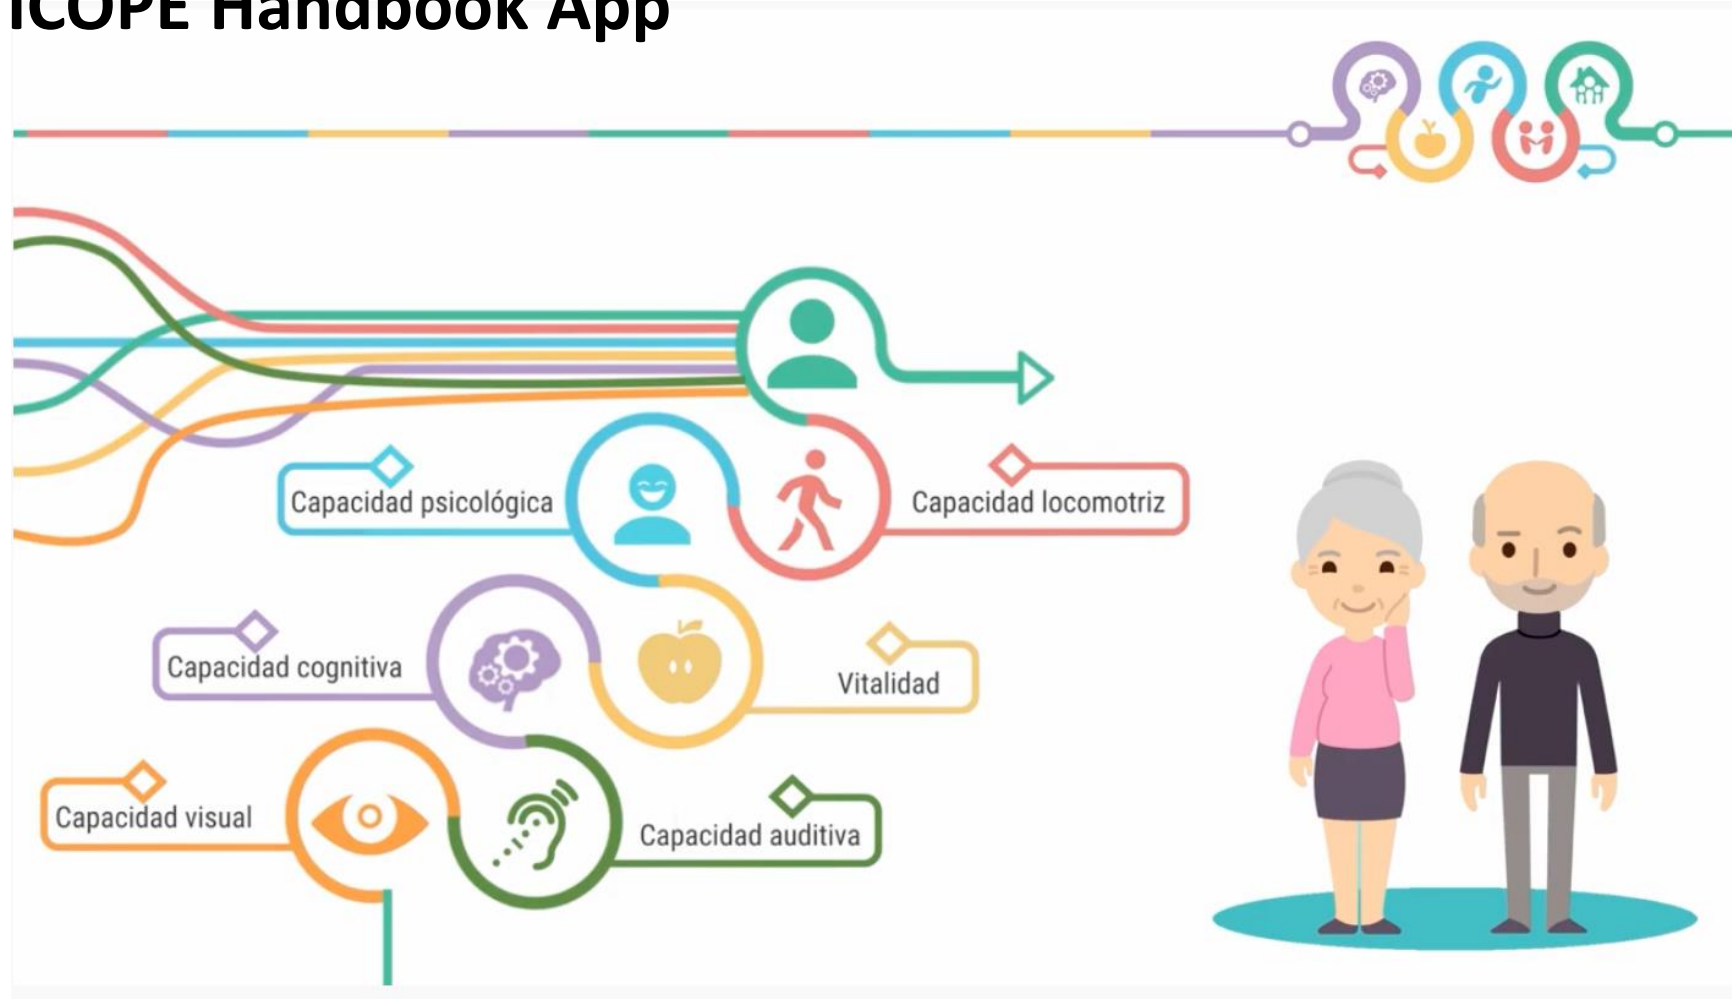 ICOPE Handbook App
Capacidad psicológica
Capacidad locomotriz
Capacidad cognitiva
Vitalidad
Capacidad visual
Capacidad auditiva